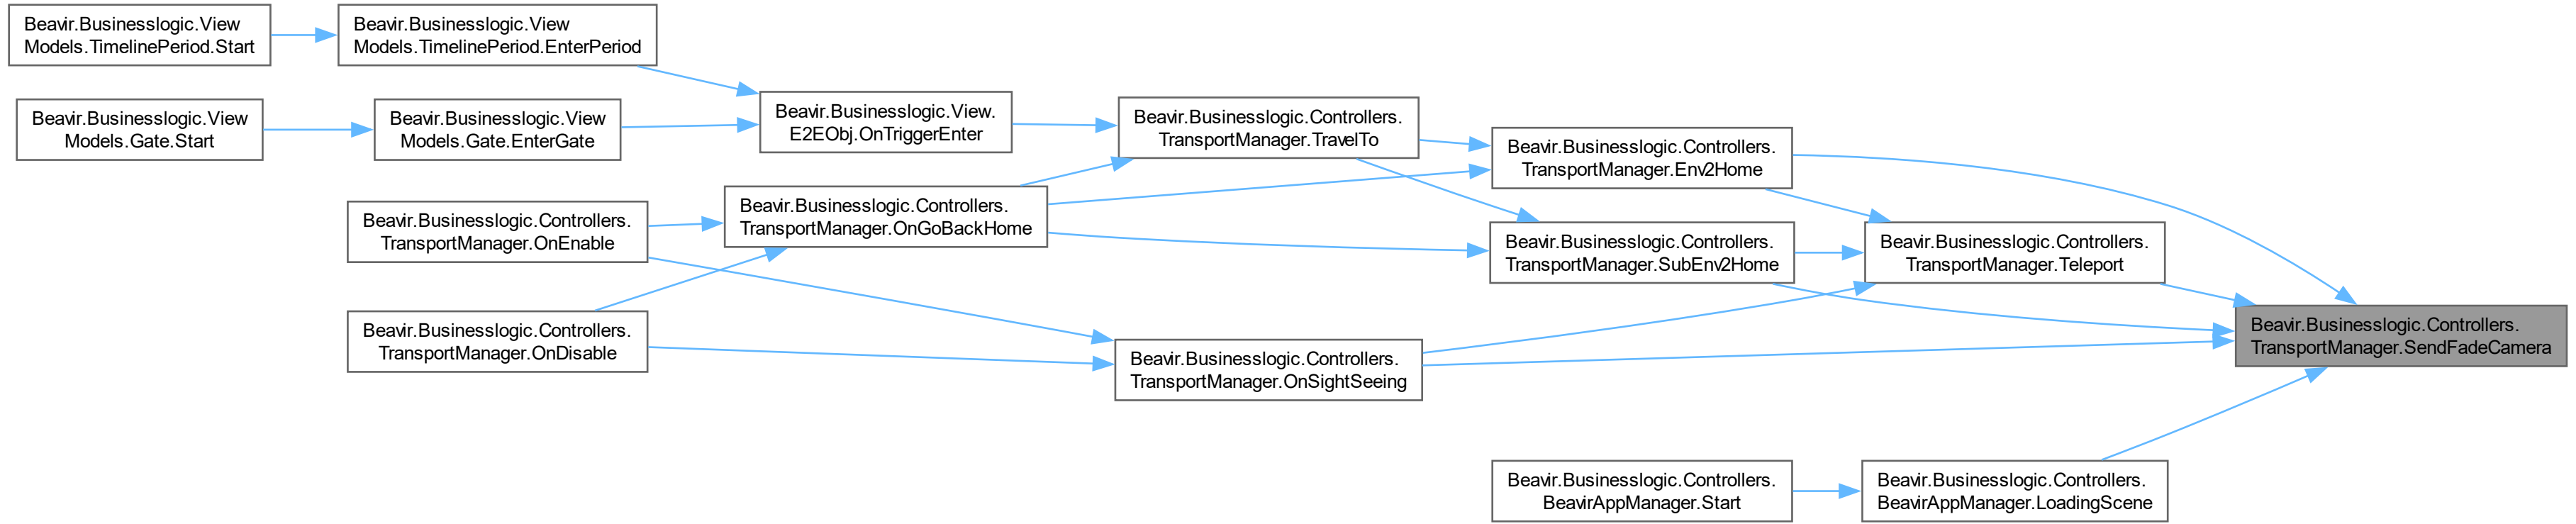 Beavir.Businesslogic.View
Models.TimelinePeriod.Start
Beavir.Businesslogic.View
Models.TimelinePeriod.EnterPeriod
Beavir.Businesslogic.View
Models.Gate.Start
Beavir.Businesslogic.View
Models.Gate.EnterGate
Beavir.Businesslogic.View.
E2EObj.OnTriggerEnter
Beavir.Businesslogic.Controllers.
TransportManager.TravelTo
Beavir.Businesslogic.Controllers.
TransportManager.Env2Home
Beavir.Businesslogic.Controllers.
TransportManager.OnEnable
Beavir.Businesslogic.Controllers.
TransportManager.OnGoBackHome
Beavir.Businesslogic.Controllers.
TransportManager.SubEnv2Home
Beavir.Businesslogic.Controllers.
TransportManager.Teleport
Beavir.Businesslogic.Controllers.
TransportManager.OnDisable
Beavir.Businesslogic.Controllers.
TransportManager.OnSightSeeing
Beavir.Businesslogic.Controllers.
TransportManager.SendFadeCamera
Beavir.Businesslogic.Controllers.
BeavirAppManager.Start
Beavir.Businesslogic.Controllers.
BeavirAppManager.LoadingScene